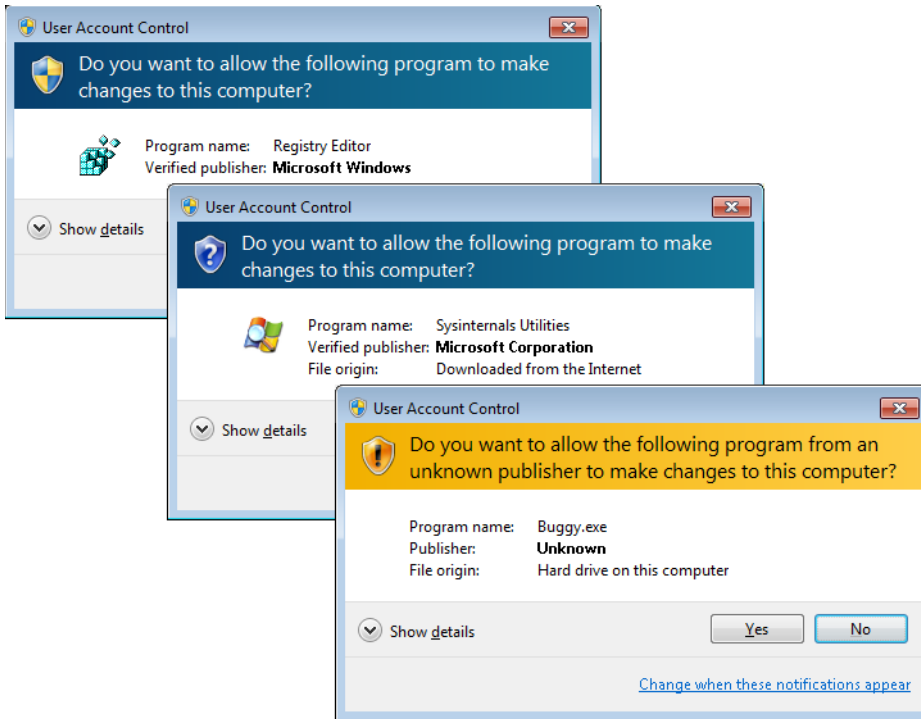 User Account Control
Do you want to allow the following program to make
changes to this computer?
Program name: Registry Editor
Verified publisher: Microsoft Windows
Show details
User Account Control
Do you want to allow the following program to make
changes to this computer?
Program name: Sysinternals Utilities
Verified publisher: Microsoft Corporation
File origin: Downloaded from the Internet
Show details
User Account Control
Do you want to allow the following program from an
unknown publisher to make changes to this computer?
Program name: Buggy.exe
Publisher: Unknown
File origin: Hard drive on this computer
Show details Yes No
Change when these notifications appear